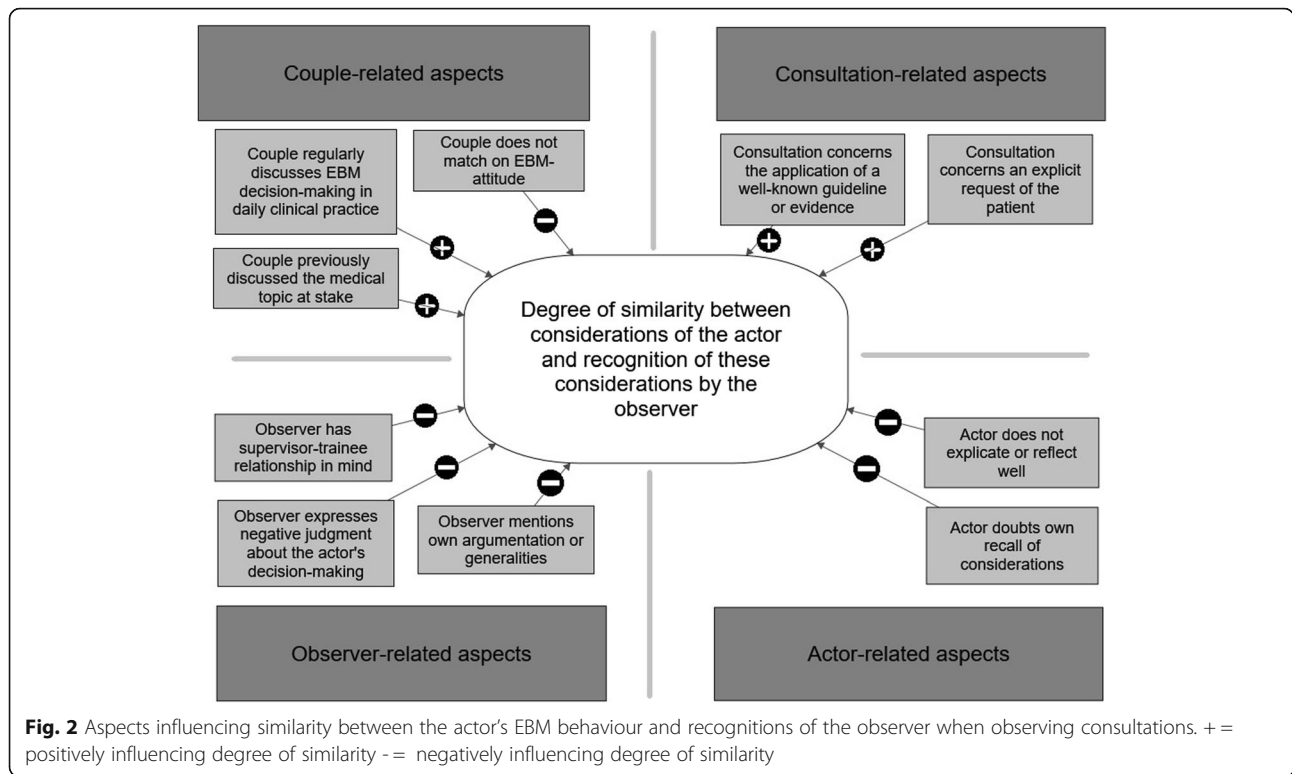 Couple-related aspects
Consultation-related aspects
Couple regularly
discusses EBM
decision-making in
daily clinical practice
Couple does not
match on EBM-
attitude
Consultation concerns
the application of a
well-known guideline
or evidence
Consultation
concerns an explicit
request of the
patient
−
+
+
+
Couple previously
discussed the medical
topic at stake
+
Degree of similarity between
considerations of the actor
and recognition of these
considerations by the
observer
Observer has
supervisor-trainee
relationship in mind
−
−
Actor does not
explicate or reflect
well
−
Observer expresses
negative judgment
about the actor's
decision-making
−
Observer mentions
own argumentation or
generalities
−
Actor doubts own
recall of
considerations
Observer-related aspects
Actor-related aspects
Fig. 2 Aspects influencing similarity between the actor's EBM behaviour and recognitions of the observer when observing consultations. + =
positively influencing degree of similarity - = negatively influencing degree of similarity